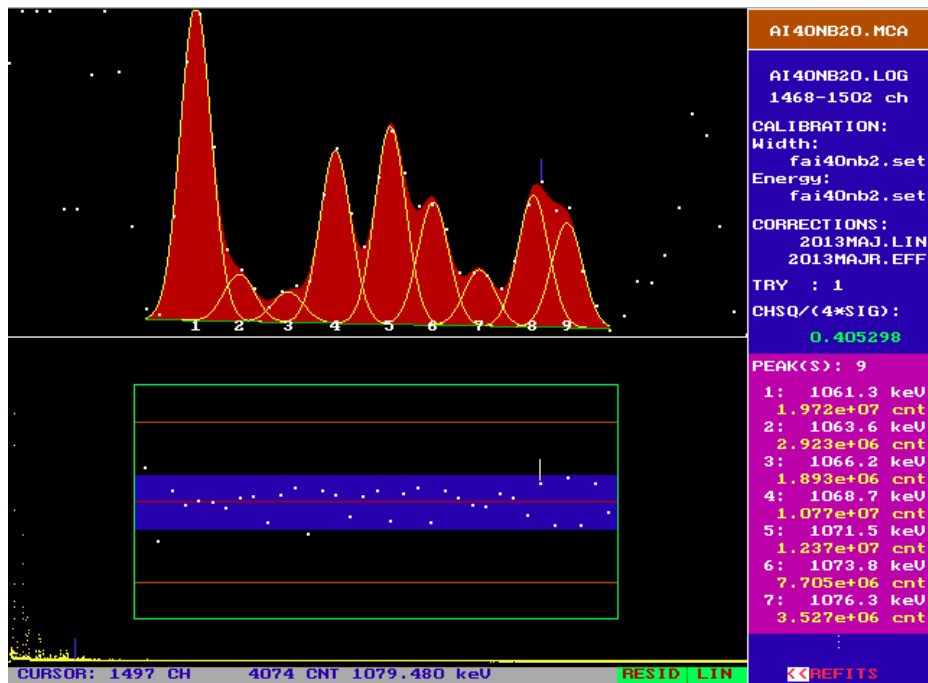 AI40NB20.MCA
AI40NB20.LOG
1468-1502 ch
CALIBRATION:
Width:
fai40nb2.set
Energy:
fai40nb2.set
CORRECTIONS:
2013MAJ.LIN
2013MAJR.EFF
TRY : 1
CHSQ/(4*SIG):
0.405298
PEAK(S): 9
1: 1061.3 keV
1.972e+07 cnt
2: 1063.6 keV
2.923e+06 cnt
3: 1066.2 keV
1.893e+06 cnt
4: 1068.7 keV
1.077e+07 cnt
5: 1071.5 keV
1.237e+07 cnt
6: 1073.8 keV
7.705e+06 cnt
7: 1076.3 keV
3.527e+06 cnt
:
<<REFITS
1 2 3 4 5 6 7 8 9
CURSOR: 1497 CH 4074 CNT 1079.480 keV RESID LIN